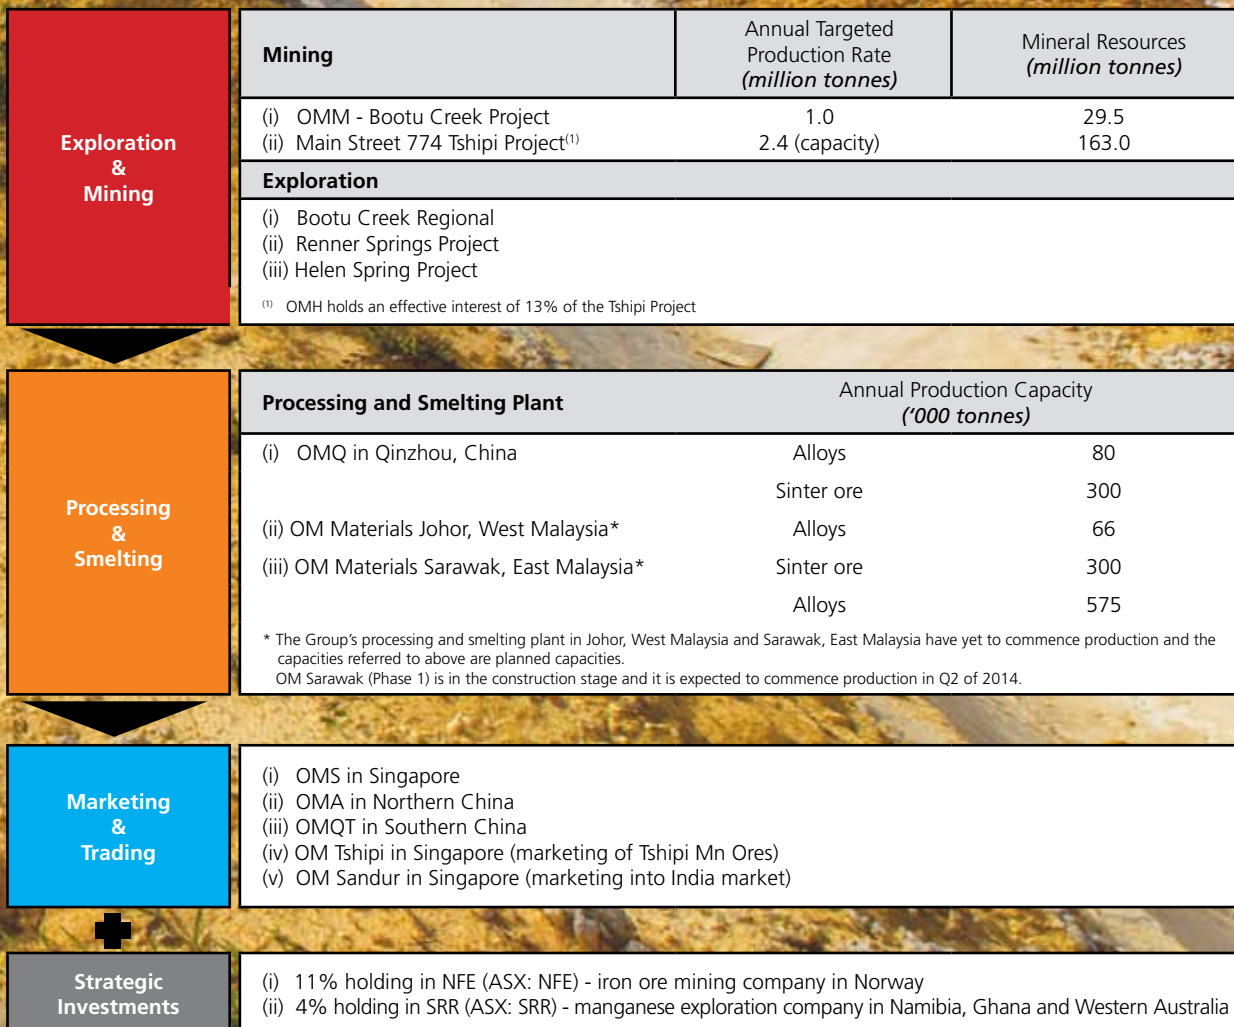 Exploration
&
Mining
Mining
Annual Targeted
Production Rate
(million tonnes)
Mineral Resources
(million tonnes)
(i) OMM - Bootu Creek Project 1.0 29.5
(ii) Main Street 774 Tshipi Project(1) 2.4 (capacity) 163.0
Exploration
(i) Bootu Creek Regional
(ii) Renner Springs Project
(iii) Helen Spring Project
(1) OMH holds an effective interest of 13% of the Tshipi Project
Processing
&
Smelting
Processing and Smelting Plant
Annual Production Capacity
('000 tonnes)
(i) OMQ in Qinzhou, China Alloys 80
Sinter ore 300
(ii) OM Materials Johor, West Malaysia* Alloys 66
(iii) OM Materials Sarawak, East Malaysia* Sinter ore 300
Alloys 575
* The Group's processing and smelting plant in Johor, West Malaysia and Sarawak, East Malaysia have yet to commence production and the
capacities referred to above are planned capacities.
OM Sarawak (Phase 1) is in the construction stage and it is expected to commence production in Q2 of 2014.
Marketing
&
Trading
(i) OMS in Singapore
(ii) OMA in Northern China
(iii) OMQT in Southern China
(iv) OM Tshipi in Singapore (marketing of Tshipi Mn Ores)
(v) OM Sandur in Singapore (marketing into India market)
Strategic
Investments
(i) 11% holding in NFE (ASX: NFE) - iron ore mining company in Norway
(ii) 4% holding in SRR (ASX: SRR) - manganese exploration company in Namibia, Ghana and Western Australia